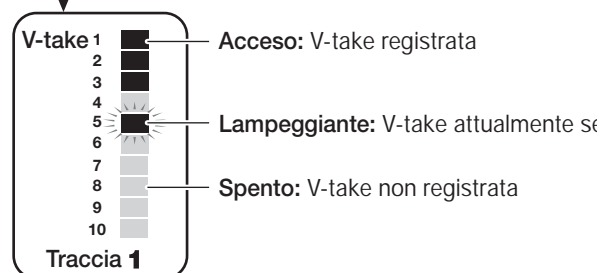 V-take 1
2
3
4
5
6
7
8
9
10
Traccia 1
Acceso: V-take registrata
Lampeggiante: V-take attualmente
Spento: V-take non registrata